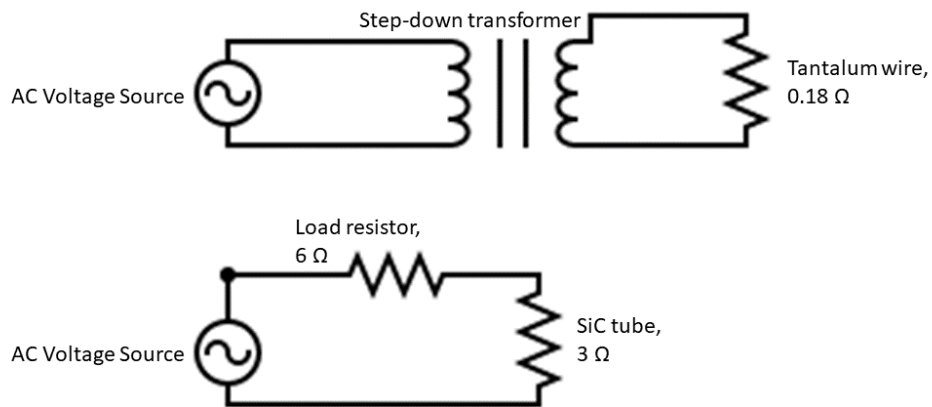 Step-down transformer
AC Voltage Source
Tantalum wire,
0.18 Ω
Load resistor,
6 Ω
AC Voltage Source
SiC tube,
3 Ω